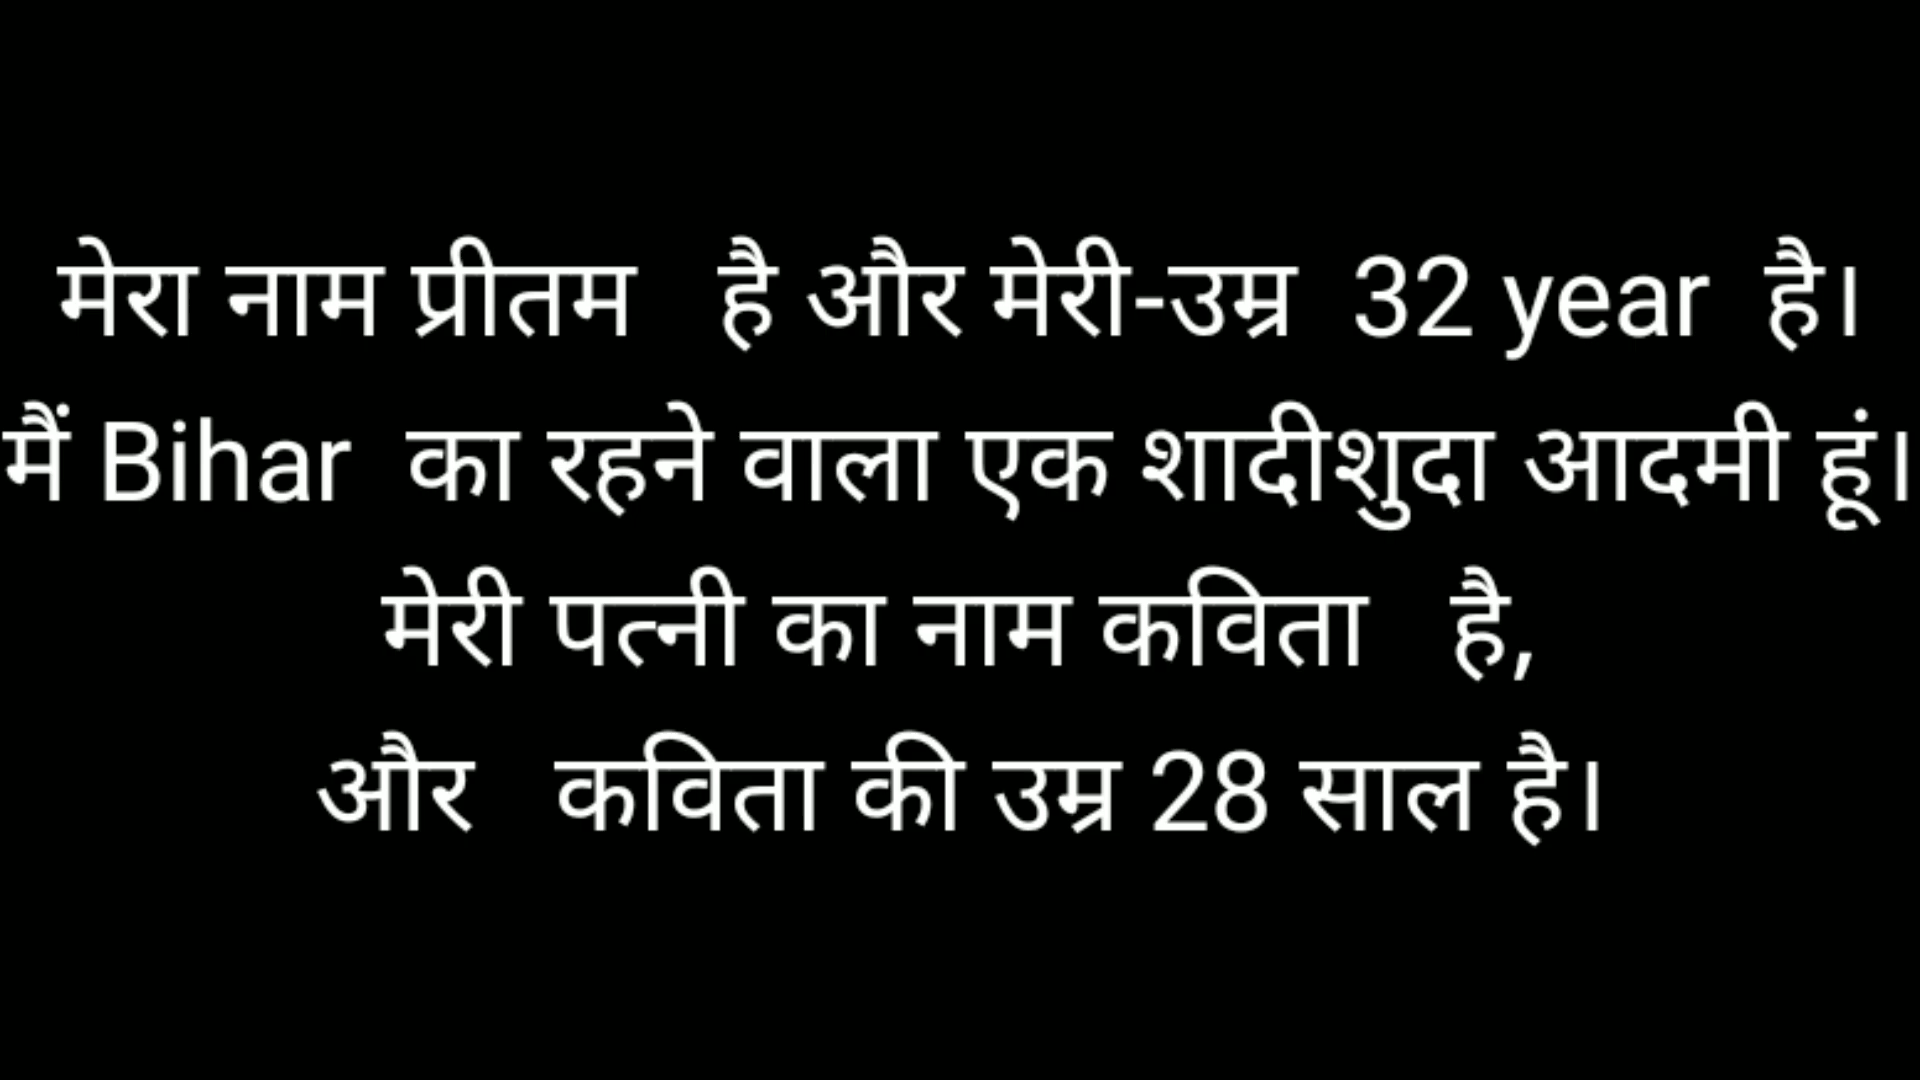 मेरा नाम प्रीतम है और मेरी-उम्र 32 year है।
मैं Bihar का रहने वाला एक शादीशुदा आदमी हूं।
मेरी पत्नी का नाम कविता है,
और कविता की उम्र 28 साल है।